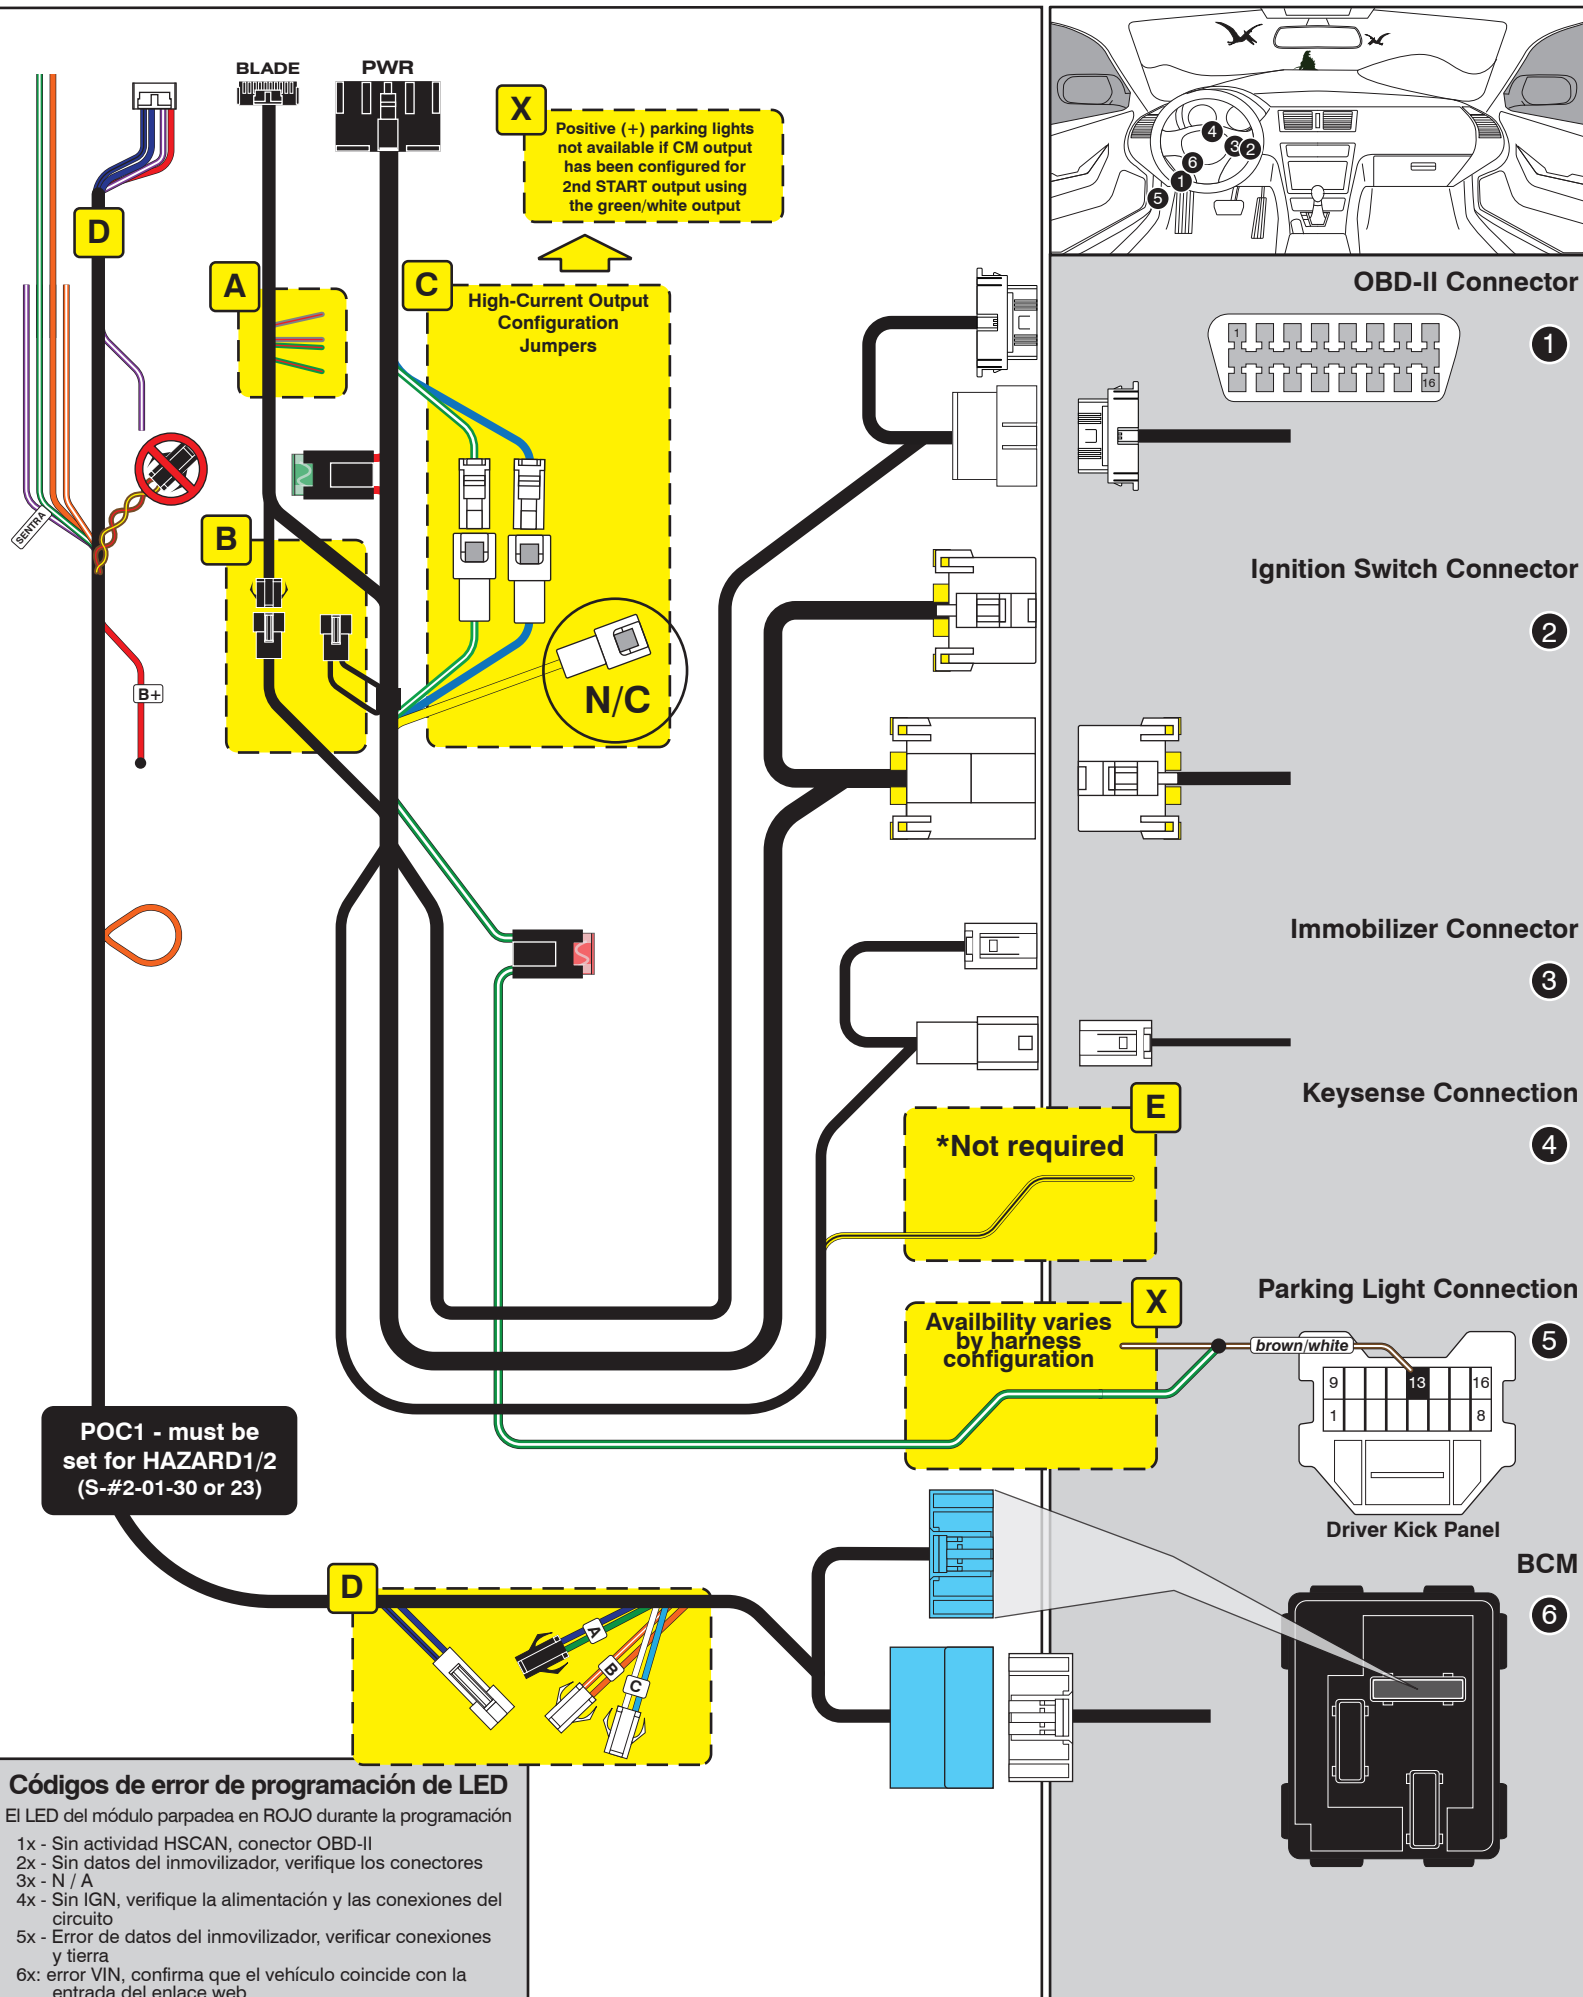 BLADE
PWR
X
Positive (+) parking lights
not available if CM output
has been configured for
2nd START output using
the green/white output
4
3
2
6
1
5
D
A
C
High-Current Output
Configuration
Jumpers
OBD-II Connector
1
1
16
SENTRA
B
Ignition Switch Connector
2
B+
N/C
Immobilizer Connector
3
Keysense Connection
4
E
*Not required
Parking Light Connection
5
X
Availbility varies
by harness
configuration
brown/white
9
13
16
1
8
Driver Kick Panel
POC1 - must be
set for HAZARD1/2
(S-#2-01-30 or 23)
BCM
6
D
A
B
C
Códigos de error de programación de LED
El LED del módulo parpadea en ROJO durante la programación
1x - Sin actividad HSCAN, conector OBD-II
2x - Sin datos del inmovilizador, verifique los conectores
3x - N / A
4x - Sin IGN, verifique la alimentación y las conexiones del
circuito
5x - Error de datos del inmovilizador, verificar conexiones
y tierra
6x: error VIN, confirma que el vehículo coincide con la
entrada del enlace web